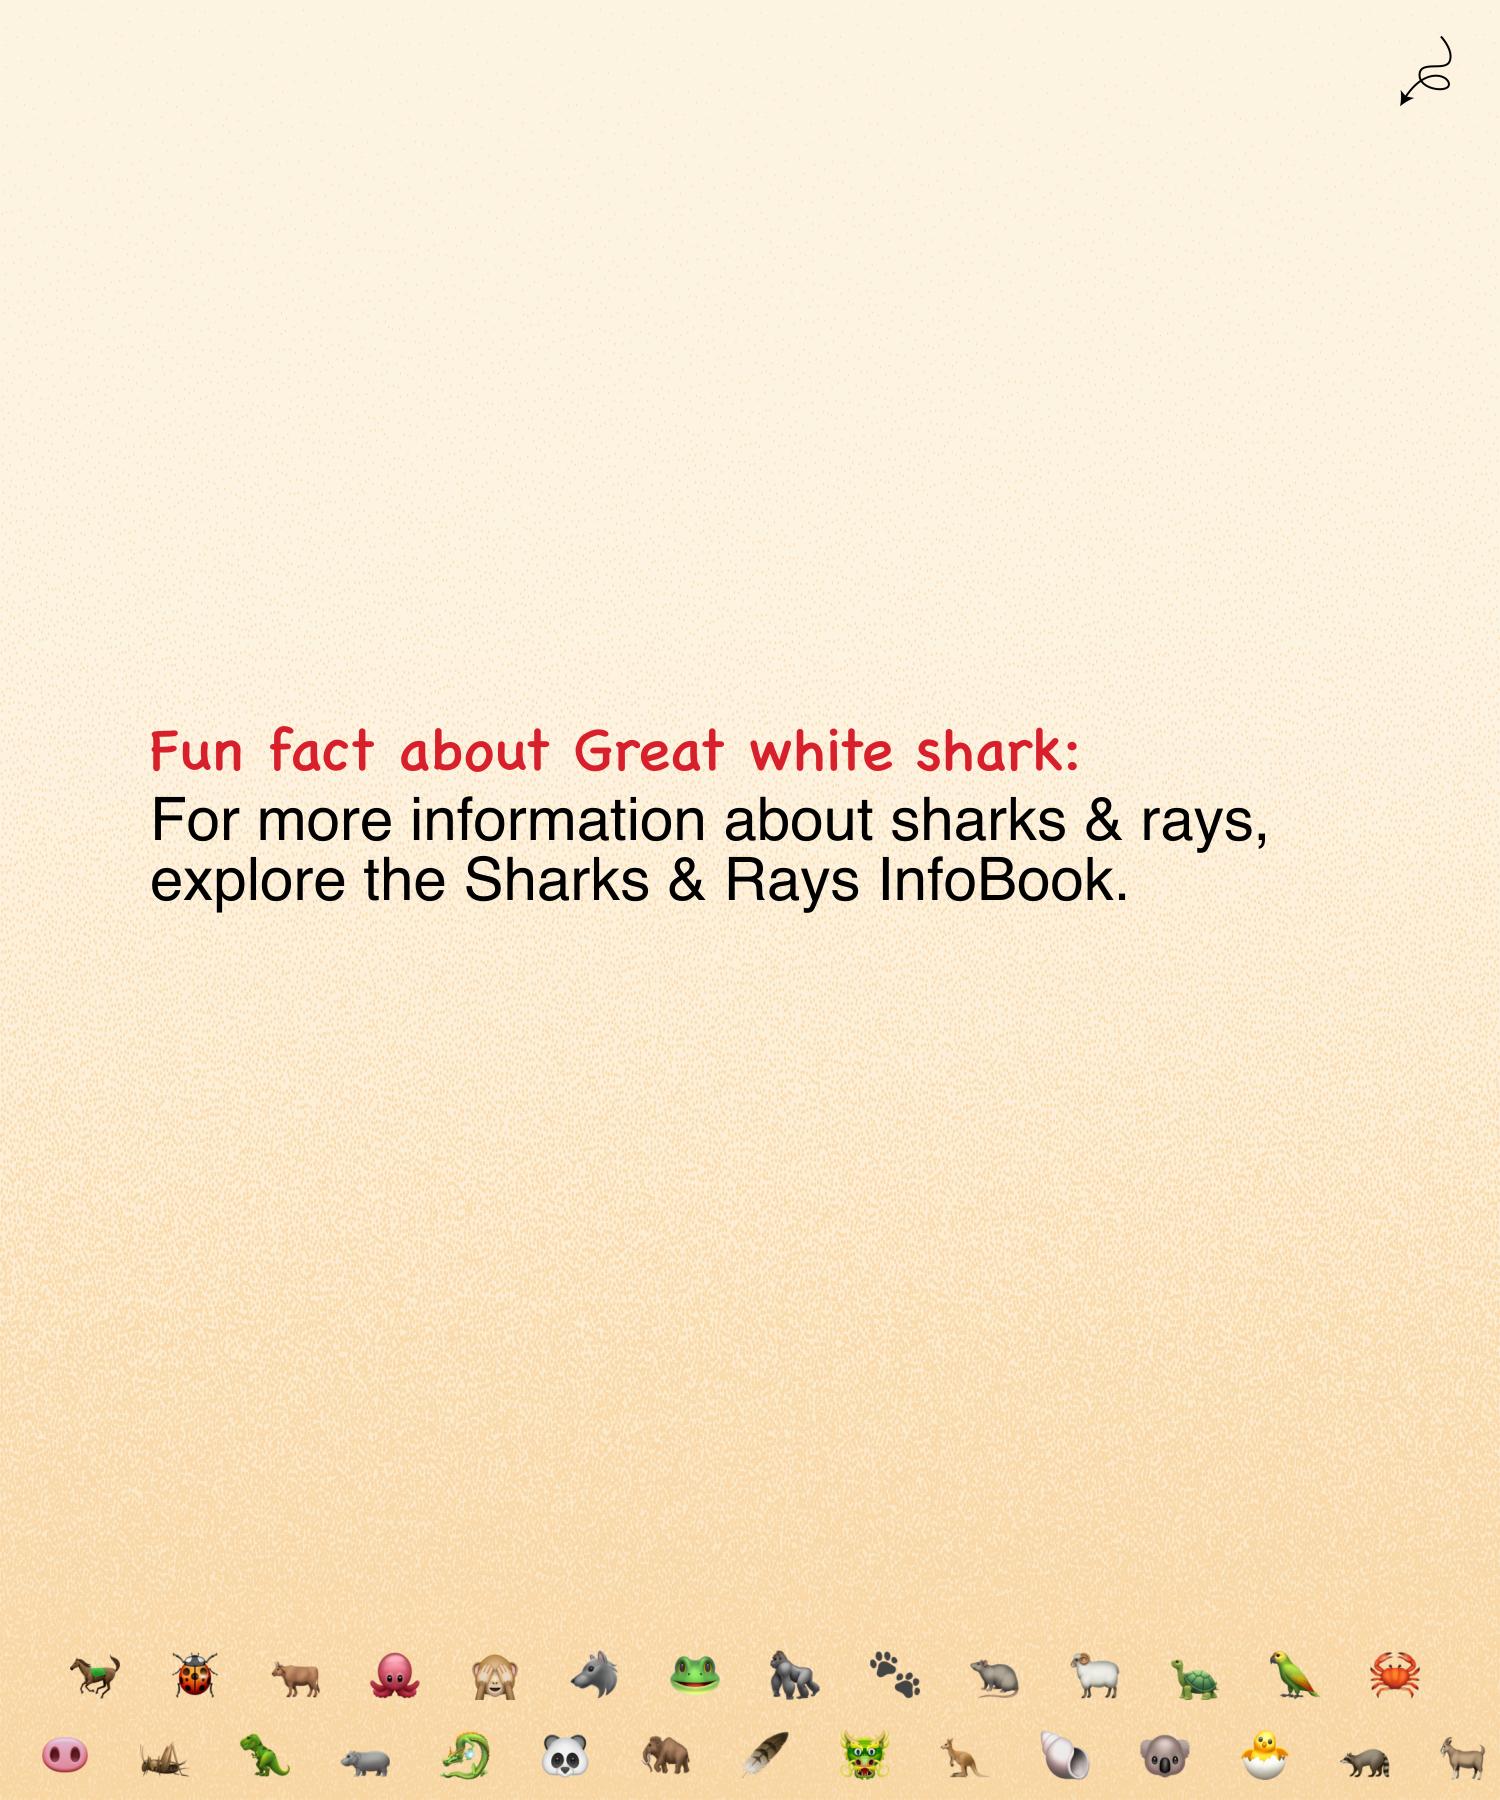 Fun fact about Great white shark:
For more information about sharks & rays,
explore the Sharks & Rays InfoBook.